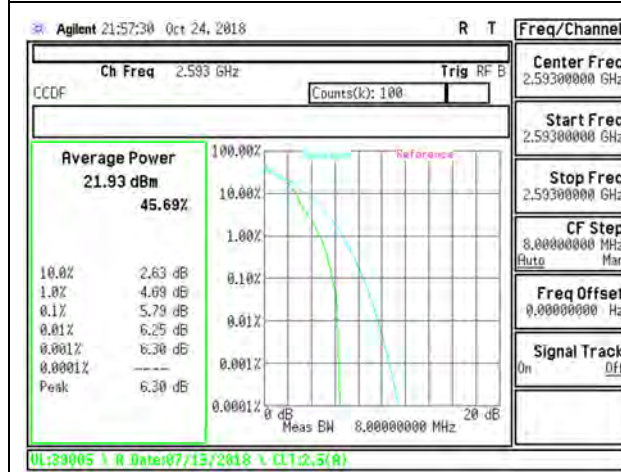 Agilent 21:57:30 Oct 24, 2018 R T
Freq/Channel
Ch Freq 2.593 GHz Trig RF B
CCDF Counts(k): 100
Center Freq
2.59300000 GHz
Start Freq
2.59300000 GHz
Stop Freq
2.59300000 GHz
CF Step
8.00000000 MHz
Auto Man
Freq Offset
0.00000000 Hz
Signal Track
On Off
Average Power
21.93 dBm
45.69%
10.0% 2.63 dB
1.0% 4.69 dB
0.1% 5.79 dB
0.01% 6.25 dB
0.001% 6.30 dB
0.0001% ----
Peak 6.30 dB
Reference
100.00%
10.00%
1.00%
0.10%
0.01%
0.001%
0.0001%
0 dB 20 dB
Meas BW 8.00000000 MHz
UL:39005 \ R Date:07/15/2018 \ CLT:2.5(A)